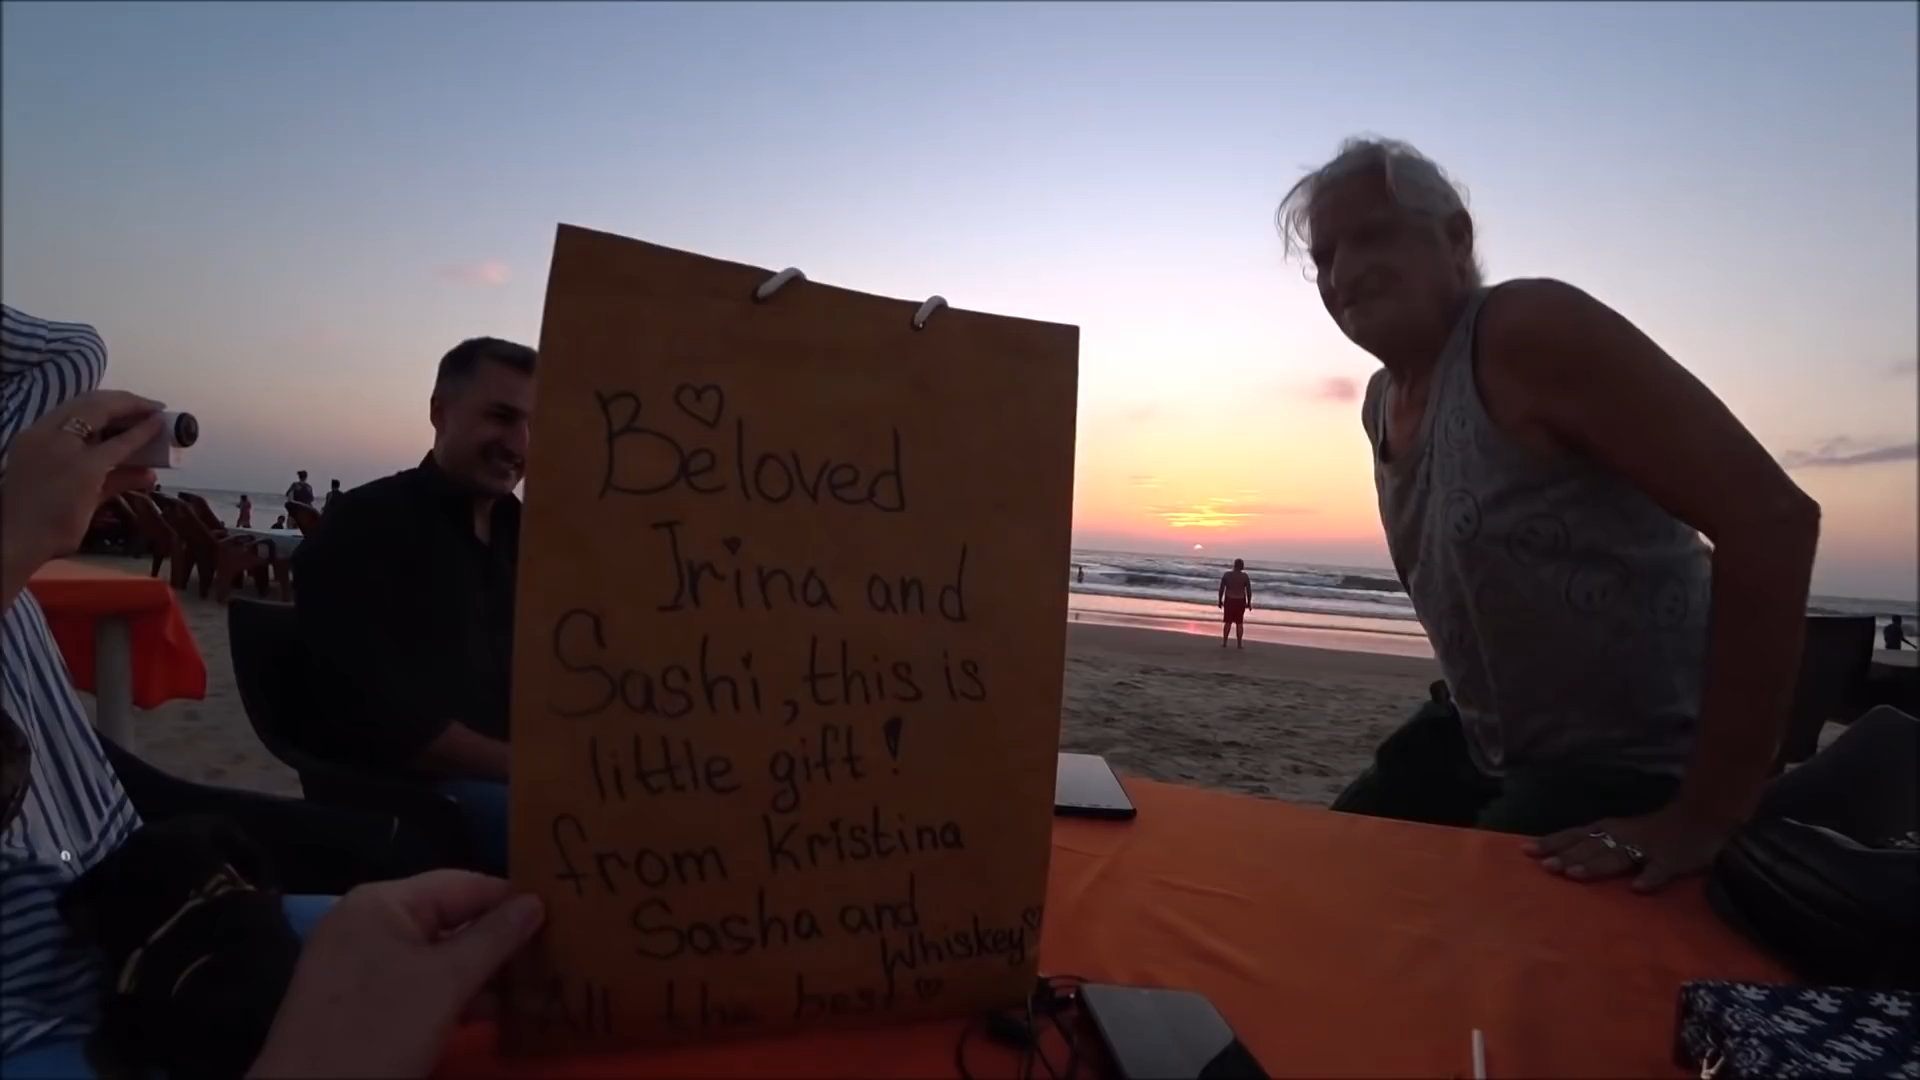 Beloved
Irina and
Sashi, this is
little gift!
from Kristina
Sasha and
Whiskey
All the best